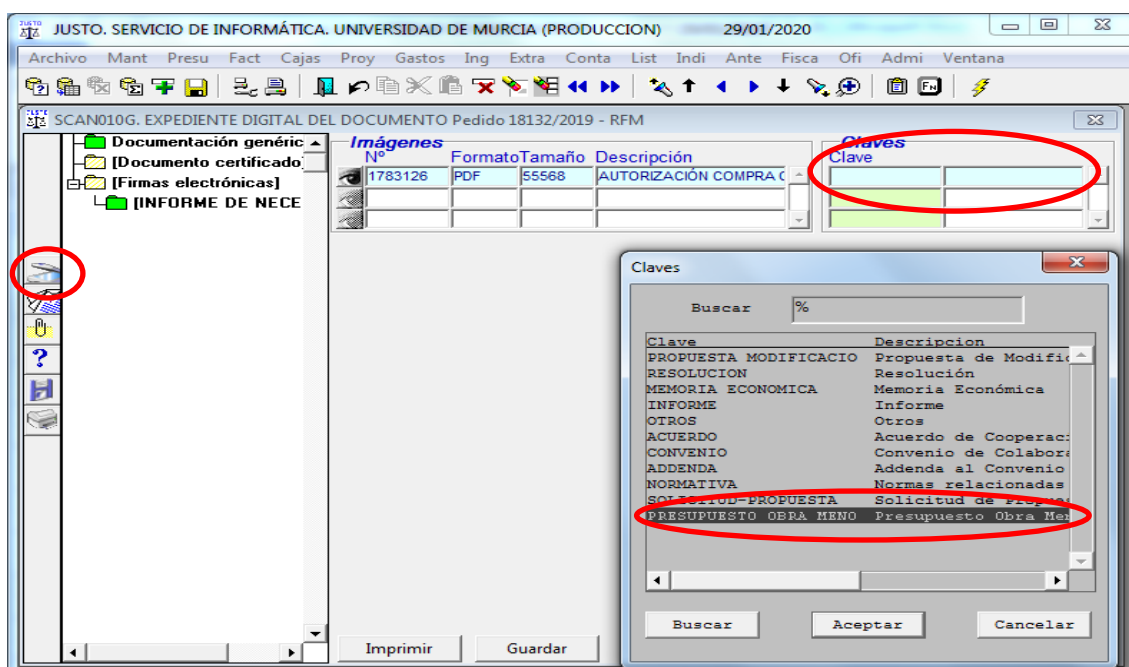 JUSTO
JUSTO. SERVICIO DE INFORMÁTICA. UNIVERSIDAD DE MURCIA (PRODUCCION) 29/01/2020
Archivo Mant Presu Fact Cajas Proy Gastos Ing Extra Conta List Indi Ante Fisca Ofi Admi Ventana
SCAN010G. EXPEDIENTE DIGITAL DEL DOCUMENTO Pedido 18132/2019 - RFM
Documentación genéric
[Documento certificado]
[Firmas electrónicas]
[INFORME DE NECE
Imágenes
Nº Formato Tamaño Descripción
1783126 PDF 55568 AUTORIZACIÓN COMPRA
Claves
Clave
Claves
Buscar %
Clave Descripcion
PROPUESTA MODIFICACIO Propuesta de Modific
RESOLUCION Resolución
MEMORIA ECONOMICA Memoria Económica
INFORME Informe
OTROS Otros
ACUERDO Acuerdo de Cooperac
CONVENIO Convenio de Colabora
ADDENDA Addenda al Convenio
NORMATIVA Normas relacionadas
SOLICITUD-PROPUESTA Solicitud de Propues
PRESUPUESTO OBRA MENO Presupuesto Obra Men
Buscar Aceptar Cancelar
Imprimir Guardar